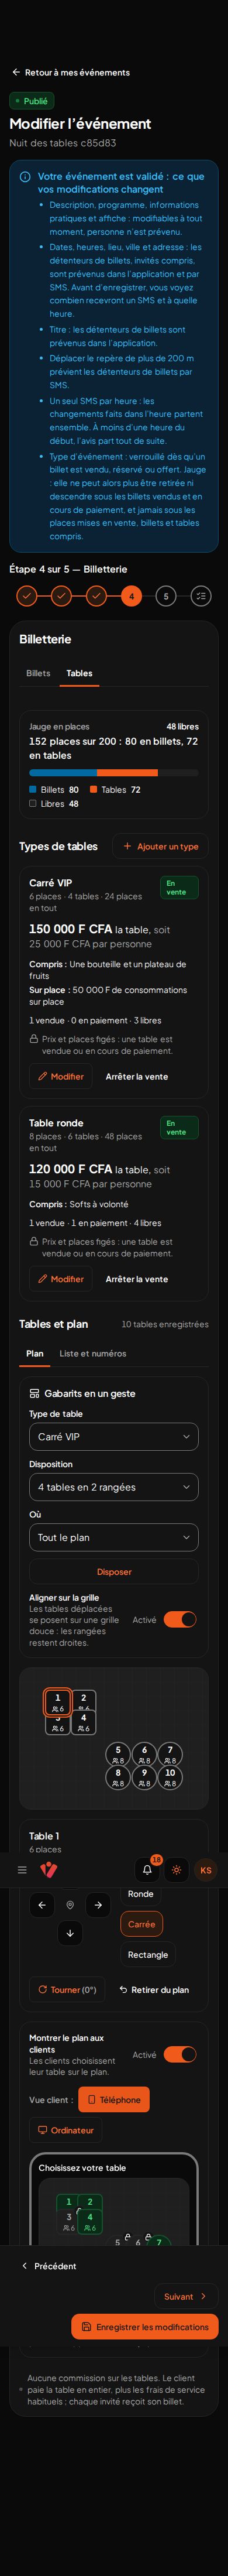 Retour à mes événements
Publié
Modifier l'événement
Nuit des tables c85d83
Votre événement est validé : ce que
vos modifications changent
Description, programme, informations
pratiques et affiche : modifiables à tout
moment, personne n'est prévenu.
Dates, heures, lieu, ville et adresse : les
détenteurs de billets, invités compris,
sont prévenus dans l'application et par
SMS. Avant d'enregistrer, vous voyez
combien recevront un SMS et à quelle
heure.
Titre : les détenteurs de billets sont
prévenus dans l'application.
Déplacer le repère de plus de 200 m
prévient les détenteurs de billets par
SMS.
Un seul SMS par heure : les
changements faits dans l'heure partent
ensemble. À moins d'une heure du
début, l'avis part tout de suite.
Type d'événement : verrouillé dès qu'un
billet est vendu, réservé ou offert. Jauge
: elle ne peut alors plus être retirée ni
descendre sous les billets vendus et en
cours de paiement, et jamais sous les
places mises en vente, billets et tables
compris.
Étape 4 sur 5 — Billetterie
4
5
Billetterie
Billets
Tables
Jauge en places
48 libres
152 places sur 200 : 80 en billets, 72
en tables
Billets 80
Tables 72
Libres 48
Types de tables
Ajouter un type
Carré VIP
En
vente
6 places · 4 tables · 24 places
en tout
150 000 F CFA la table, soit
25 000 F CFA par personne
Compris : Une bouteille et un plateau de
fruits
Sur place : 50 000 F de consommations
sur place
1 vendue · 0 en paiement · 3 libres
Prix et places figés : une table est
vendue ou en cours de paiement.
Modifier
Arrêter la vente
Table ronde
En
vente
8 places · 6 tables · 48 places
en tout
120 000 F CFA la table, soit
15 000 F CFA par personne
Compris : Softs à volonté
1 vendue · 1 en paiement · 4 libres
Prix et places figés : une table est
vendue ou en cours de paiement.
Modifier
Arrêter la vente
Tables et plan
10 tables enregistrées
Plan
Liste et numéros
Gabarits en un geste
Type de table
Carré VIP
Disposition
4 tables en 2 rangées
Où
Tout le plan
Disposer
Aligner sur la grille
Les tables déplacées
se posent sur une grille
douce : les rangées
restent droites.
Activé
1
6
2
6
3
6
4
6
5
8
6
8
7
8
8
8
9
8
10
8
Table 1
6 places
18
KS
Ronde
Carrée
Rectangle
Tourner (0°)
Retirer du plan
Montrer le plan aux
clients
Les clients choisissent
leur table sur le plan.
Activé
Vue client :
Téléphone
Ordinateur
Choisissez votre table
1
2
3
6
4
6
5
6
7
Précédent
Suivant
Enregistrer les modifications
Aucune commission sur les tables. Le client
paie la table en entier, plus les frais de service
habituels ; chaque invité reçoit son billet.